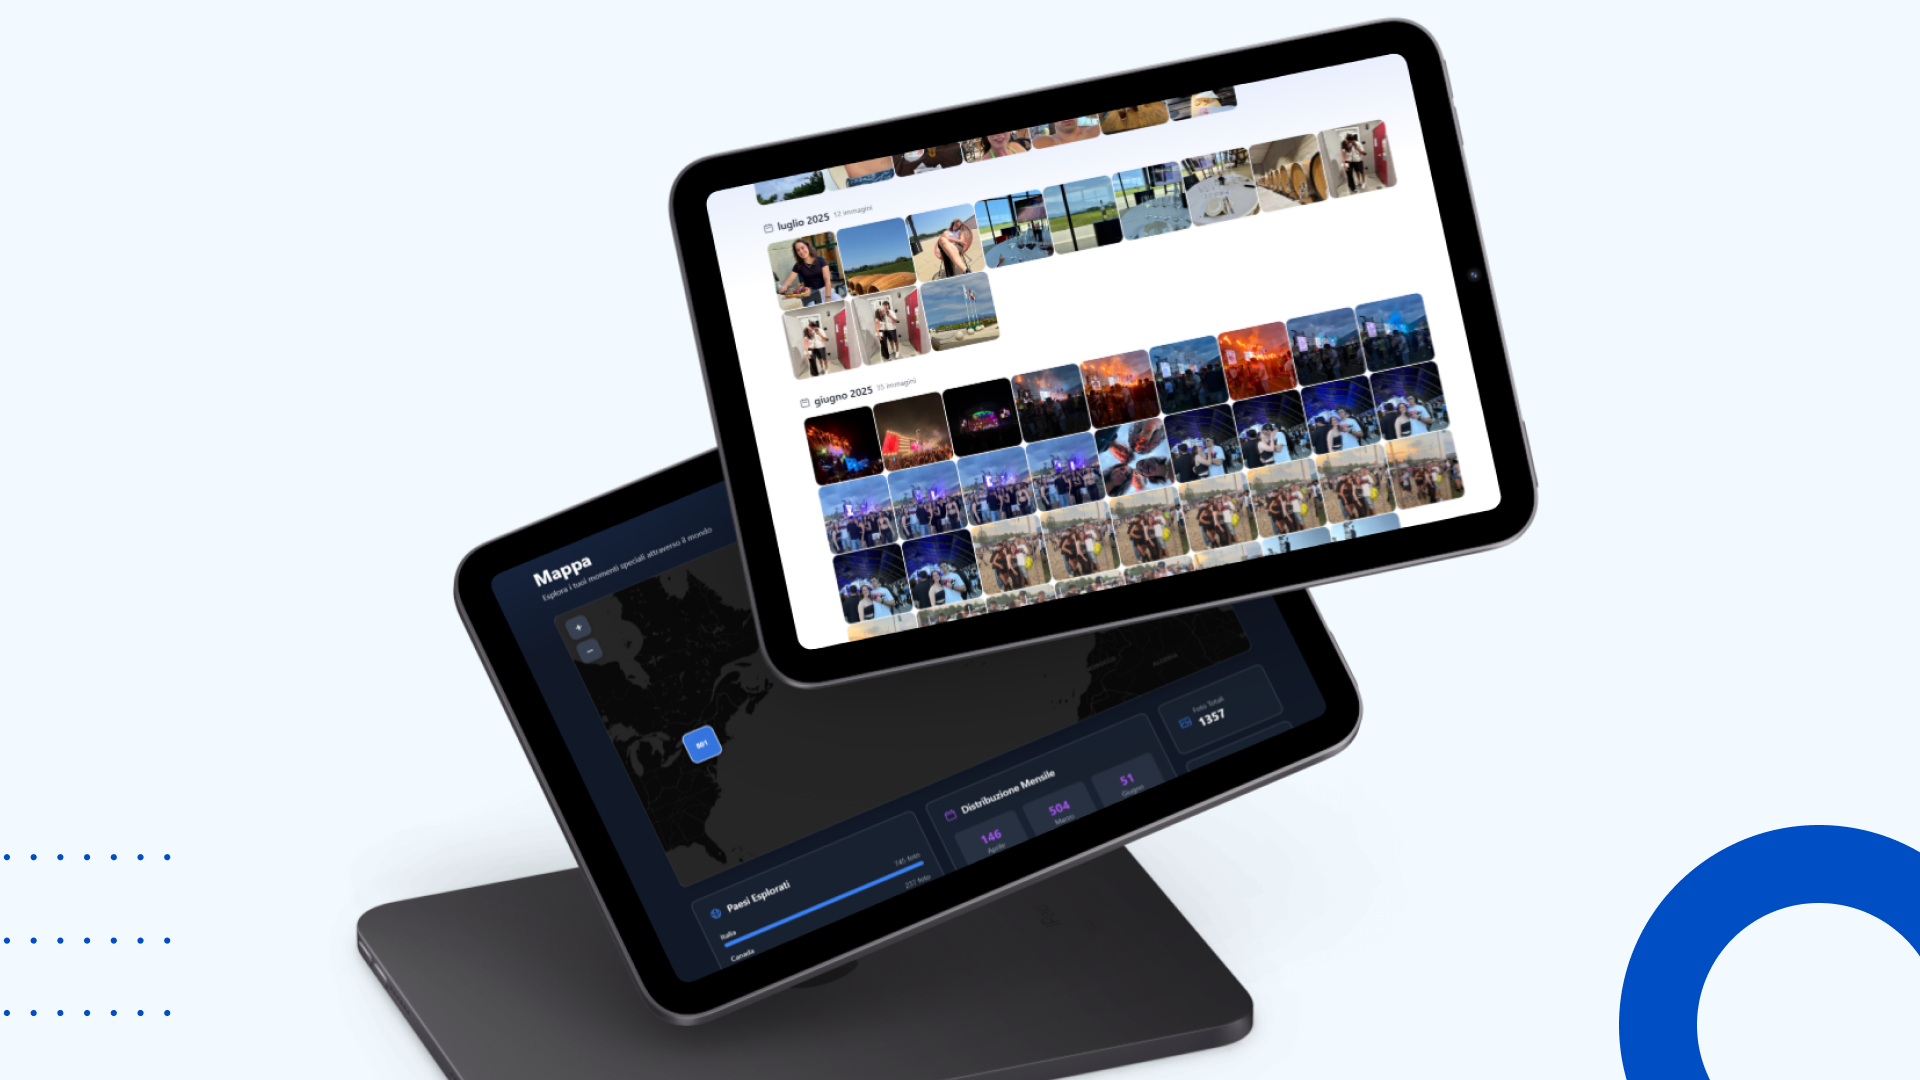 luglio 2025 12 immagini
giugno 2025 35 immagini
Mappa
Esplora i tuoi momenti speciali attraverso il mondo
+
−
801
Foto Totali
1357
Distribuzione Mensile
146
Aprile
504
Marzo
51
Giugno
Paesi Esplorati
745 foto
Italia
237 foto
Canada